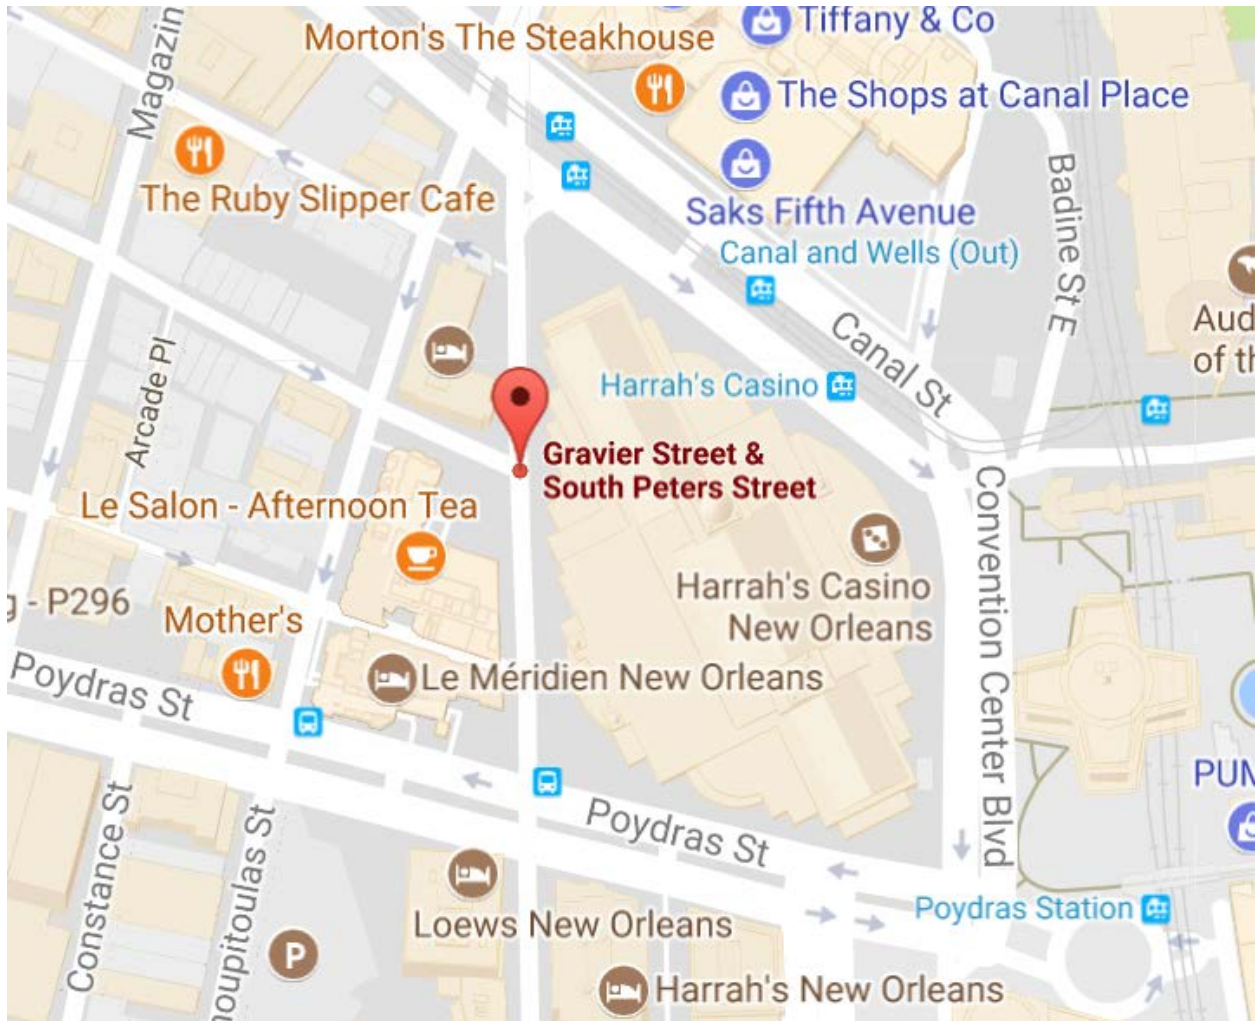 Magazin
Morton's The Steakhouse
Tiffany & Co
The Shops at Canal Place
The Ruby Slipper Cafe
Saks Fifth Avenue
Badine St E
Canal and Wells (Out)
Aud
of th
Canal St
Arcade Pl
Harrah's Casino
Gravier Street &
South Peters Street
Le Salon - Afternoon Tea
Convention Center Blvd
Harrah's Casino
New Orleans
g - P296
Mother's
Le Méridien New Orleans
Poydras St
PUM
Poydras St
Constance St
houpitoulas St
Loews New Orleans
Poydras Station
P
Harrah's New Orleans